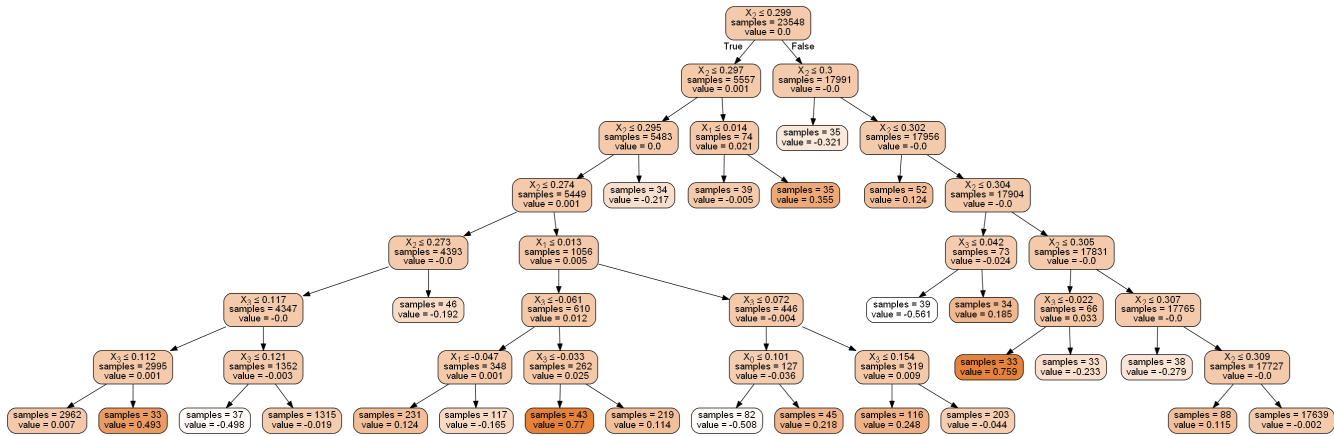 X2 ≤ 0.299
samples = 23548
value = 0.0
True
False
X2 ≤ 0.297
samples = 5557
value = 0.001
X2 ≤ 0.3
samples = 17991
value = -0.0
X2 ≤ 0.295
samples = 5483
value = 0.0
X1 ≤ 0.014
samples = 74
value = 0.021
samples = 35
value = -0.321
X2 ≤ 0.302
samples = 17956
value = -0.0
X2 ≤ 0.274
samples = 5449
value = 0.001
samples = 34
value = -0.217
samples = 39
value = -0.005
samples = 35
value = 0.355
samples = 52
value = 0.124
X2 ≤ 0.304
samples = 17904
value = -0.0
X2 ≤ 0.273
samples = 4393
value = -0.0
X1 ≤ 0.013
samples = 1056
value = 0.005
X3 ≤ 0.042
samples = 73
value = -0.024
X2 ≤ 0.305
samples = 17831
value = -0.0
X3 ≤ 0.117
samples = 4347
value = -0.0
samples = 46
value = -0.192
X3 ≤ -0.061
samples = 610
value = 0.012
X3 ≤ 0.072
samples = 446
value = -0.004
samples = 39
value = -0.561
samples = 34
value = 0.185
X3 ≤ -0.022
samples = 66
value = 0.033
X2 ≤ 0.307
samples = 17765
value = -0.0
X3 ≤ 0.112
samples = 2995
value = 0.001
X3 ≤ 0.121
samples = 1352
value = -0.003
X1 ≤ -0.047
samples = 348
value = 0.001
X3 ≤ -0.033
samples = 262
value = 0.025
X0 ≤ 0.101
samples = 127
value = -0.036
X3 ≤ 0.154
samples = 319
value = 0.009
samples = 33
value = 0.759
samples = 33
value = -0.233
samples = 38
value = -0.279
X2 ≤ 0.309
samples = 17727
value = -0.0
samples = 2962
value = 0.007
samples = 33
value = 0.493
samples = 37
value = -0.498
samples = 1315
value = -0.019
samples = 231
value = 0.124
samples = 117
value = -0.165
samples = 43
value = 0.77
samples = 219
value = 0.114
samples = 82
value = -0.508
samples = 45
value = 0.218
samples = 116
value = 0.248
samples = 203
value = -0.044
samples = 88
value = 0.115
samples = 17639
value = -0.002